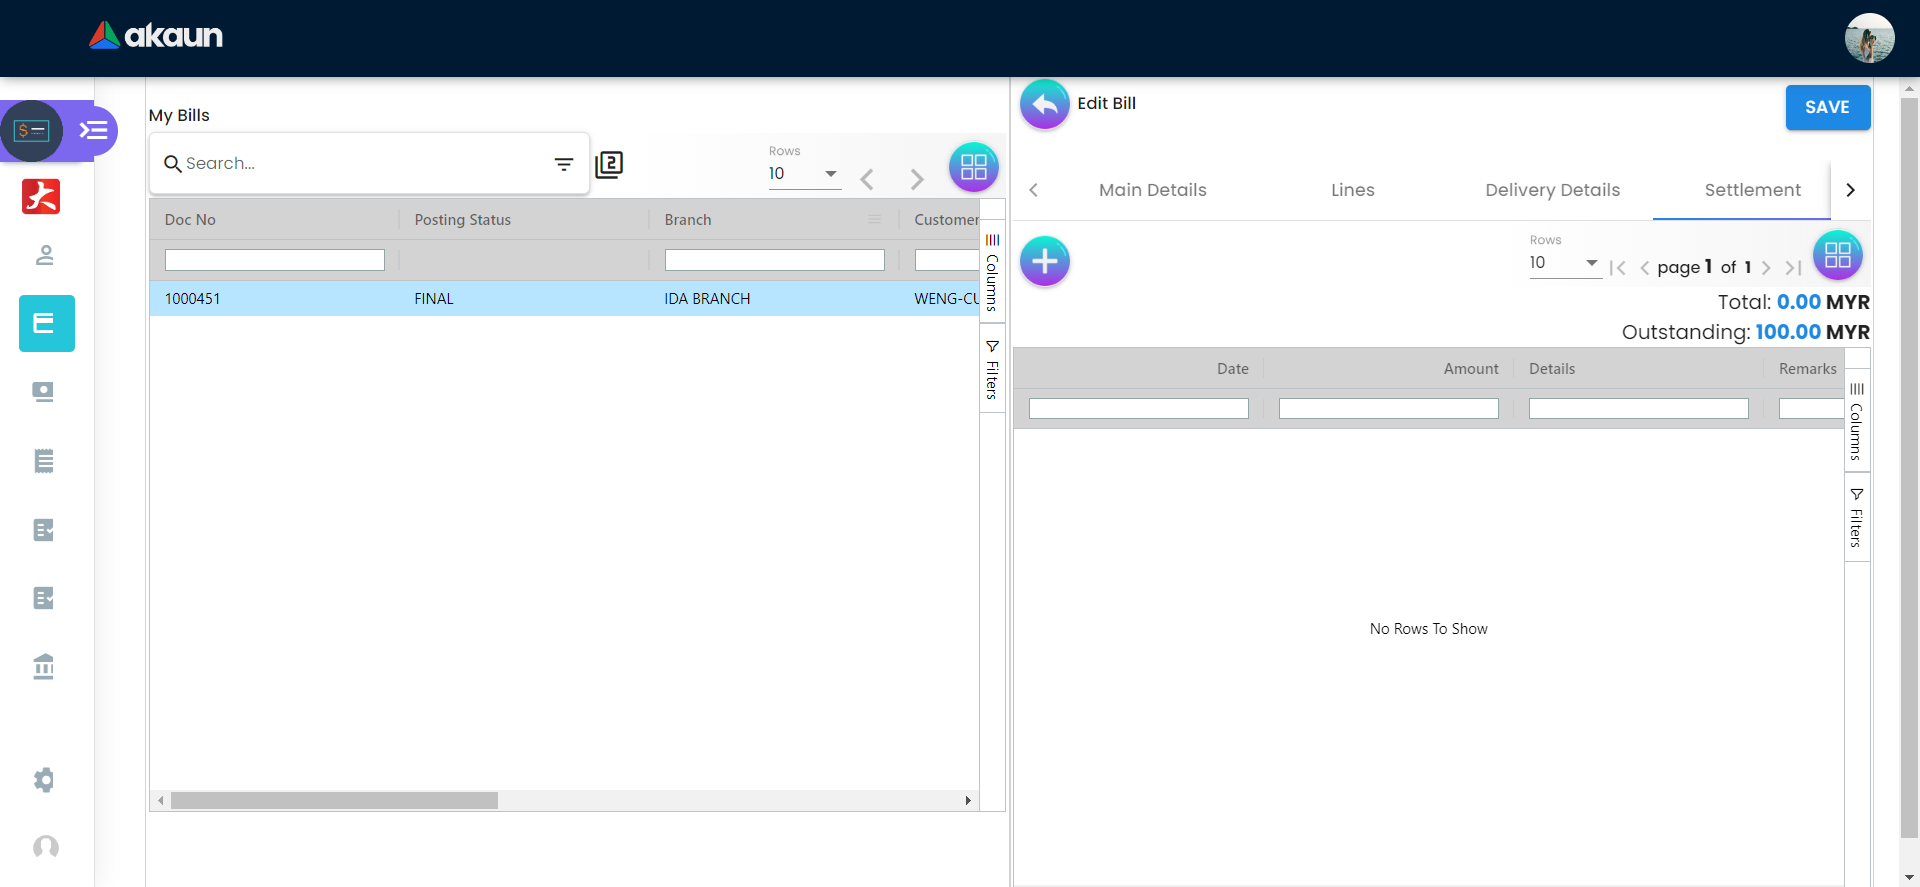 akaun
My Bills
Search...
2
Rows
10
Doc No
Posting Status
Branch
Customer
1000451
FINAL
IDA BRANCH
WENG-CU
Columns
Filters
Edit Bill
SAVE
Main Details
Lines
Delivery Details
Settlement
Rows
10
page 1 of 1
Total: 0.00 MYR
Outstanding: 100.00 MYR
Date
Amount
Details
Remarks
Columns
Filters
No Rows To Show